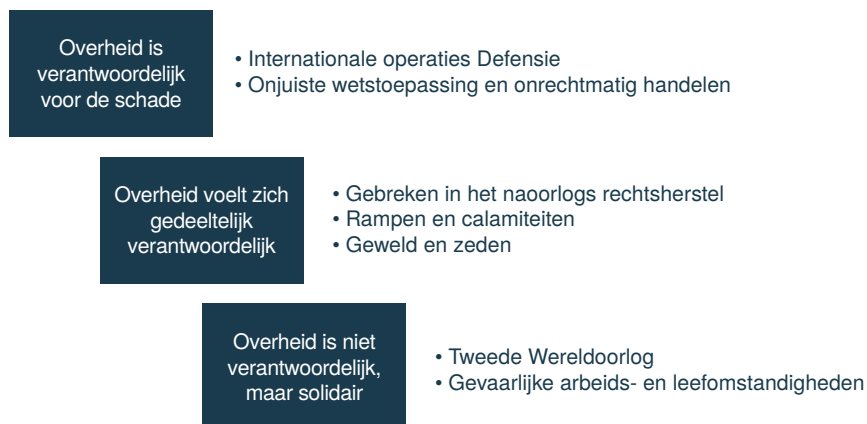 Overheid is
verantwoordelijk
voor de schade
• Internationale operaties Defensie
• Onjuiste wetstoepassing en onrechtmatig handelen
Overheid voelt zich
gedeeltelijk
verantwoordelijk
• Gebreken in het naoorlogs rechtsherstel
• Rampen en calamiteiten
• Geweld en zeden
Overheid is niet
verantwoordelijk,
maar solidair
• Tweede Wereldoorlog
• Gevaarlijke arbeids- en leefomstandigheden